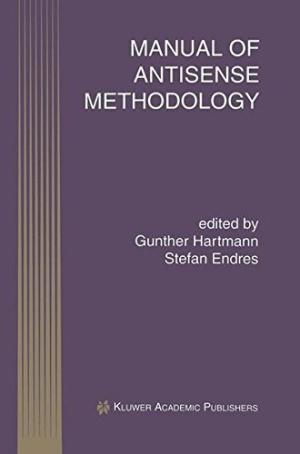 MANUAL OF
ANTISENSE
METHODOLOGY
edited by
Gunther Hartmann
Stefan Endres
KLUWER ACADEMIC PUBLISHERS